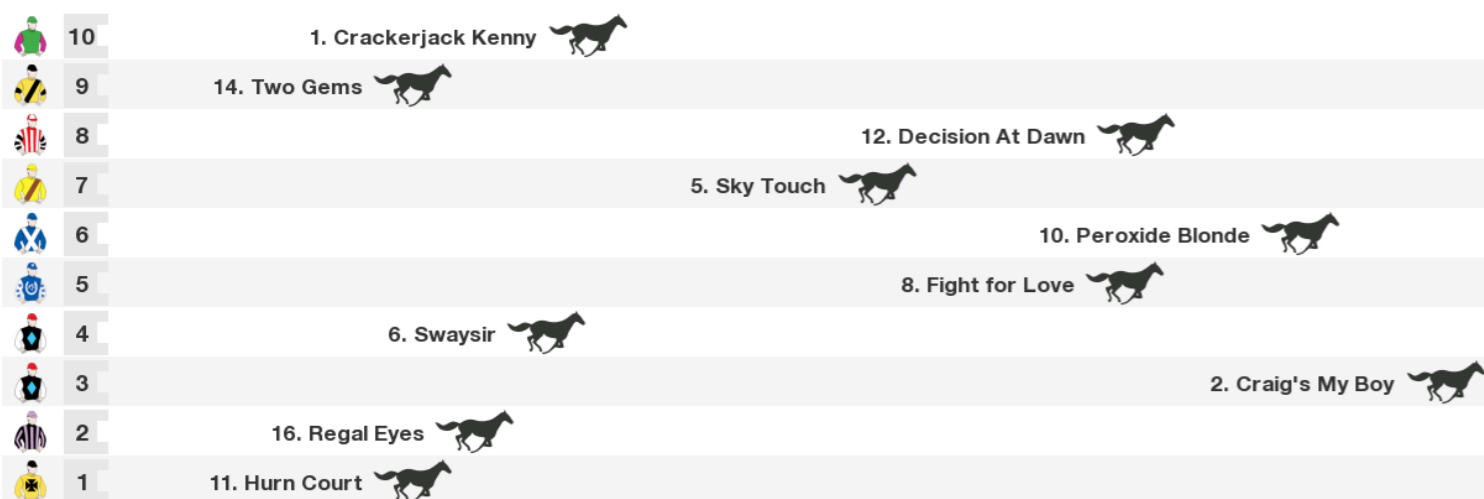 10 1. Crackerjack Kenny
9 14. Two Gems
8 12. Decision At Dawn
7 5. Sky Touch
6 10. Peroxide Blonde
5 8. Fight for Love
4 6. Swaysir
3 2. Craig's My Boy
2 16. Regal Eyes
1 11. Hurn Court